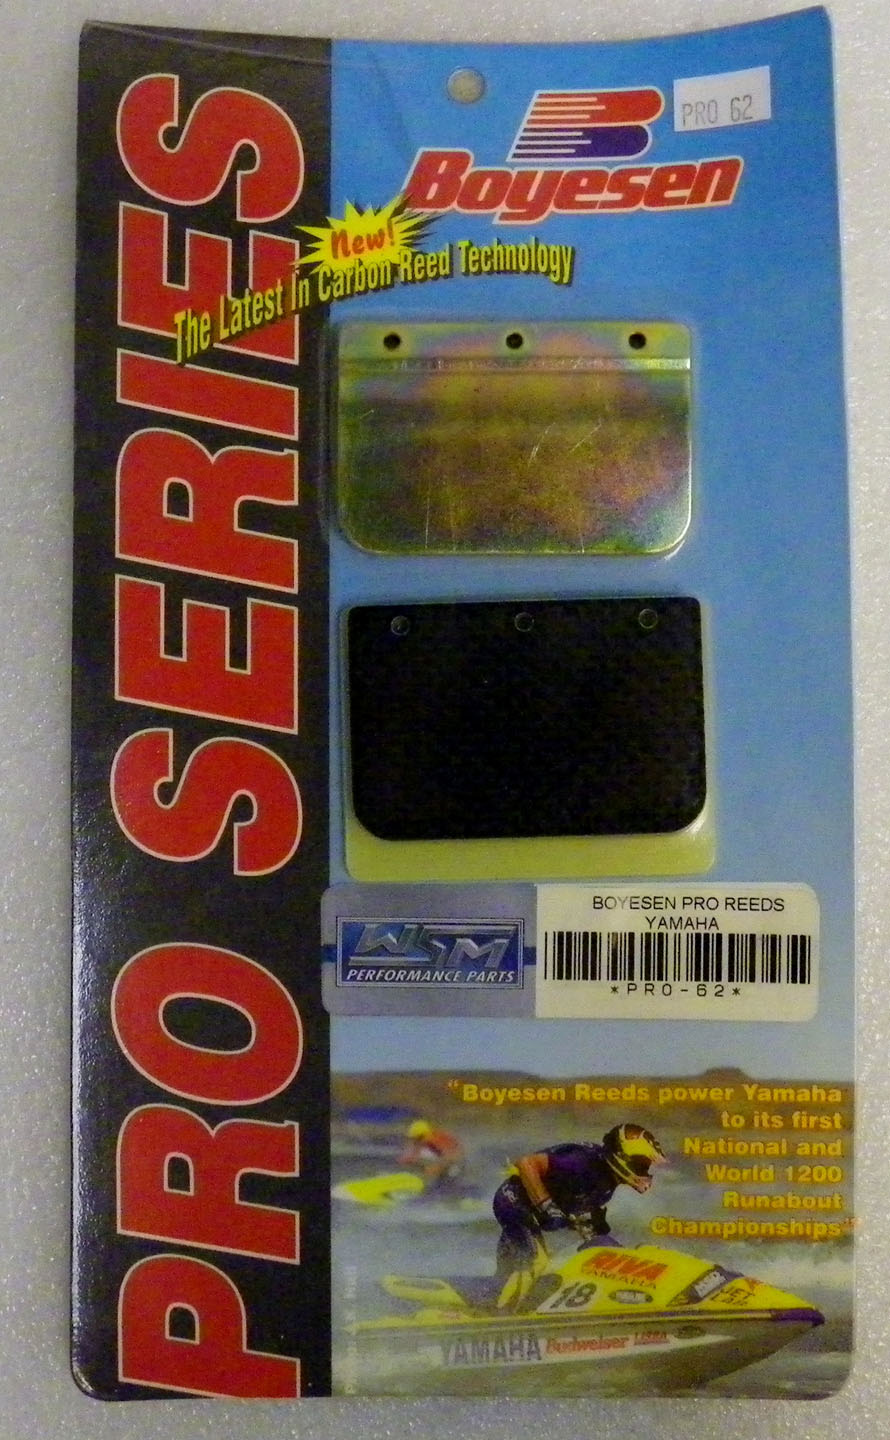 PRO SERIES
PRO 62
Boyesen
New!
The Latest In Carbon Reed Technology
BOYESEN PRO REEDS
YAMAHA
WSM
PERFORMANCE PARTS
*PRO-62*
"Boyesen Reeds power Yamaha
to its first
National and
World 1200
Runabout
Championships"
RIVA
YAMAHA
18
YAMAHA Budweiser